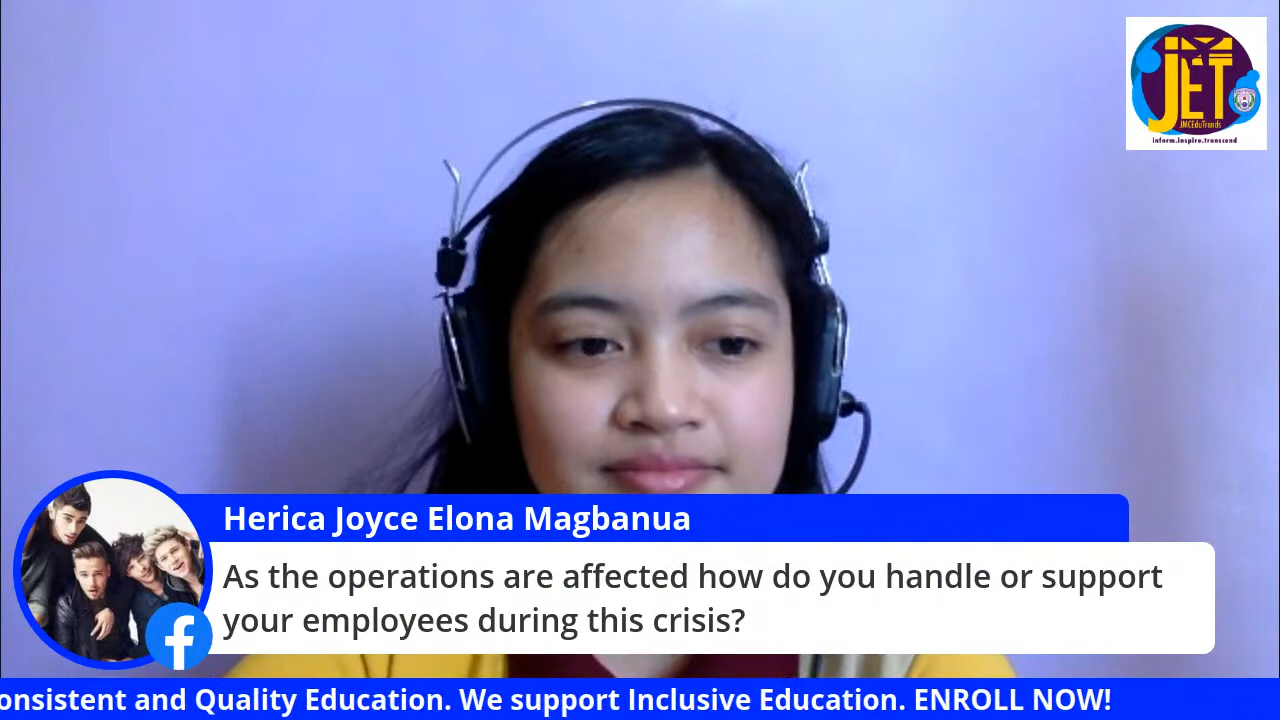 JET
JMCEduTrends
inform.inspire.transcend
Herica Joyce Elona Magbanua
As the operations are affected how do you handle or support
your employees during this crisis?
onsistent and Quality Education. We support Inclusive Education. ENROLL NOW!